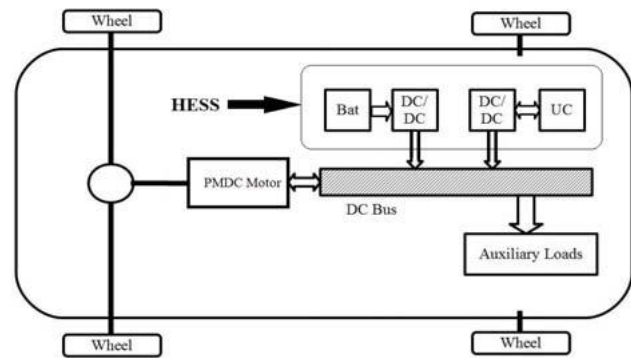 Wheel
Wheel
HESS
Bat
DC/
DC
DC/
DC
UC
PMDC Motor
DC Bus
Auxiliary Loads
Wheel
Wheel